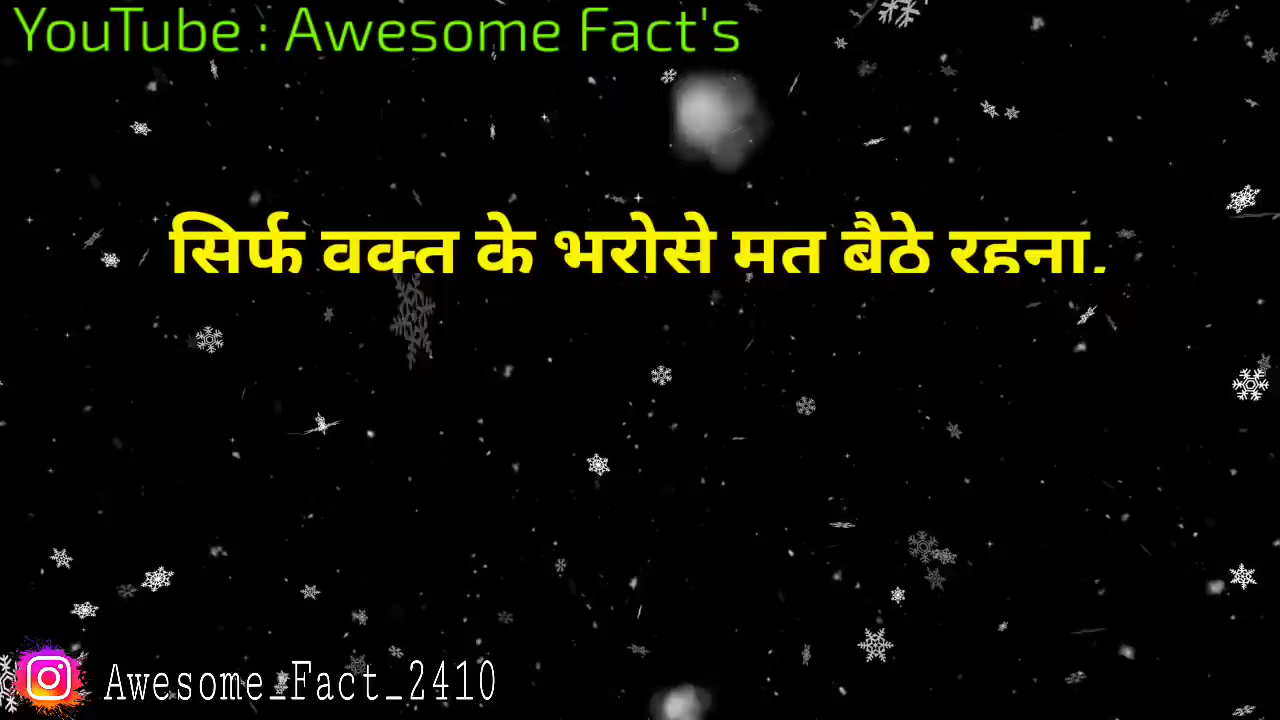 YouTube : Awesome Fact's
सिर्फ वक्त के भरोसे मत बैठे रहना,
Awesome_Fact_2410